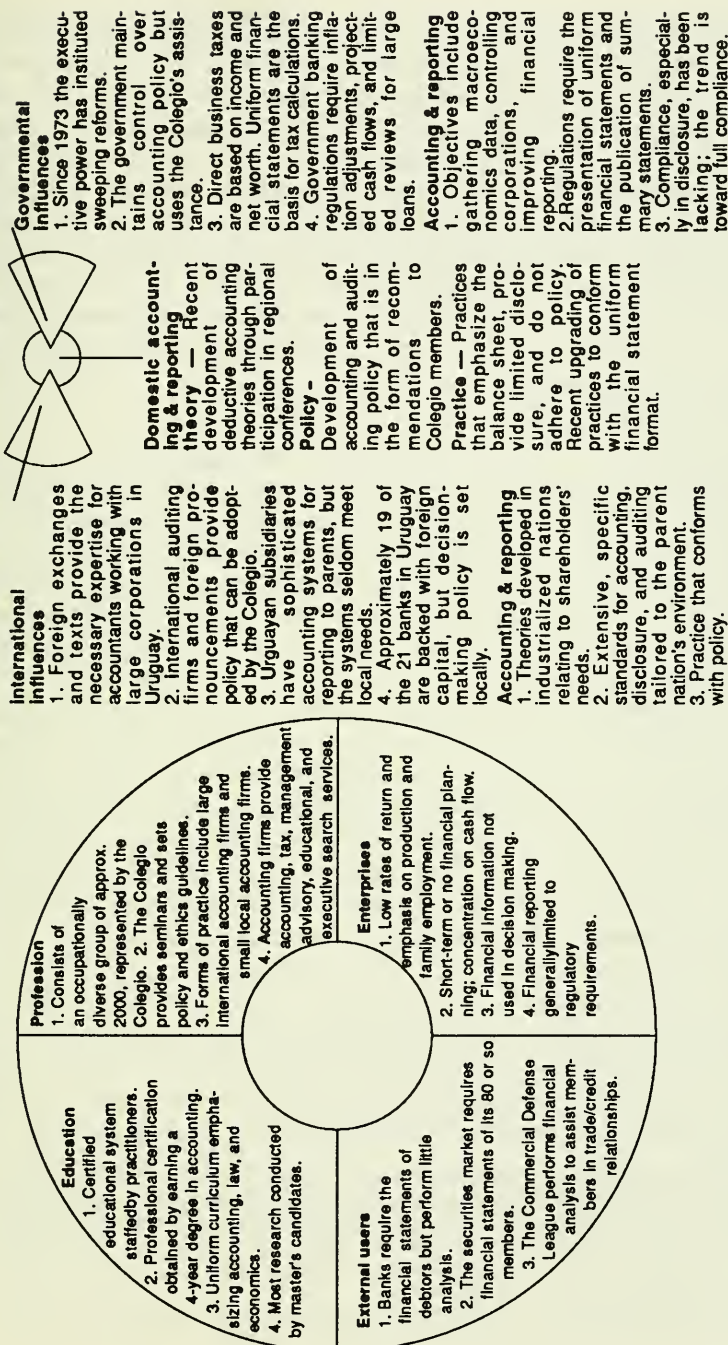 Education
1. Certified
educational system
staffedby practitioners.
2. Professional certification
obtained by earning a
4-year degree in accounting.
3. Uniform curriculum empha-
sizing accounting, law, and
economics.
4. Most research conducted
by master's candidates.
Profession
1. Consists of
an occupationally
diverse group of approx.
2000, represented by the
Colegio. 2. The Colegio
provides seminars and sets
policy and ethics guidelines.
3. Forms of practice include large
international accounting firms and
small local accounting firms.
4. Accounting firms provide
accounting, tax, management
advisory, educational, and
executive search services.
External users
1. Banks require the
financial statements of
debtors but perform little
analysis.
2. The securities market requires
financial statements of its 80 or so
members.
3. The Commercial Defense
League performs financial
analysis to assist mem-
bers in trade/credit
relationships.
Enterprises
1. Low rates of return and
emphasis on production and
family employment.
2. Short-term or no financial plan-
ning; concentration on cash flow.
3. Financial information not
used in decision making.
4. Financial reporting
generallylimited to
regulatory
requirements.
International
influences
1. Foreign exchanges
and texts provide the
necessary expertise for
accountants working with
large corporations in
Uruguay.
2. International auditing
firms and foreign pro-
nouncements provide
policy that can be adopt-
ed by the Colegio.
3. Urguayan subsidiaries
have sophisticated
accounting systems for
reporting to parents, but
the systems seldom meet
local needs.
4. Approximately 19 of
the 21 banks in Uruguay
are backed with foreign
capital, but decision-
making policy is set
locally.
Accounting & reporting
1. Theories developed in
industrialized nations
relating to shareholders'
needs.
2. Extensive, specific
standards for accounting,
disclosure, and auditing
tailored to the parent
nation's environment.
3. Practice that conforms
with policy.
Domestic account-
ing & reporting
theory — Recent
development of
deductive accounting
theories through par-
ticipation in regional
conferences.
Policy –
Development of
accounting and audit-
ing policy that is in
the form of recom-
mendations to
Colegio members.
Practice — Practices
that emphasize the
balance sheet, pro-
vide limited disclo-
sure, and do not
adhere to policy.
Recent upgrading of
practices to conform
with the uniform
financial statement
format.
Governmental
influences
1. Since 1973 the execu-
tive power has instituted
sweeping reforms.
2. The government main-
tains control over
accounting policy but
uses the Colegio's assis-
tance.
3. Direct business taxes
are based on income and
net worth. Uniform finan-
cial statements are the
basis for tax calculations.
4. Government banking
regulations require infla-
tion adjustments, project-
ed cash flows, and limit-
ed reviews for large
loans.
Accounting & reporting
1. Objectives include
gathering macroeco-
nomics data, controlling
corporations, and
improving financial
reporting.
2.Regulations require the
presentation of uniform
financial statements and
the publication of sum-
mary statements.
3. Compliance, especial-
ly in disclosure, has been
lacking; the trend is
toward full compliance.